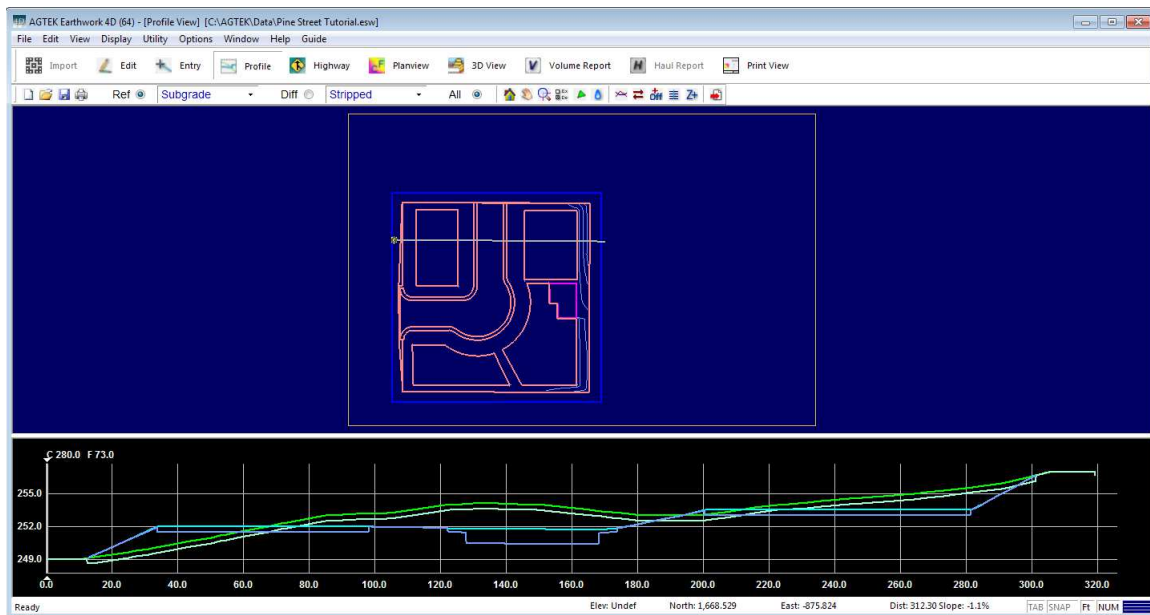 AGTEK Earthwork 4D (64) - [Profile View]  [C:\AGTEK\Data\Pine Street Tutorial.esw]
File Edit View Display Utility Options Window Help Guide
Import Edit Entry Profile Highway Planview 3D View Volume Report Haul Report Print View
Ref Subgrade Diff Stripped All Off Z+
C 280.0 F 73.0
255.0
252.0
249.0
0.0 20.0 40.0 60.0 80.0 100.0 120.0 140.0 160.0 180.0 200.0 220.0 240.0 260.0 280.0 300.0 320.0
Ready Elev: Undef North: 1,668.529 East: -875.824 Dist: 312.30 Slope: -1.1% TAB SNAP Ft NUM